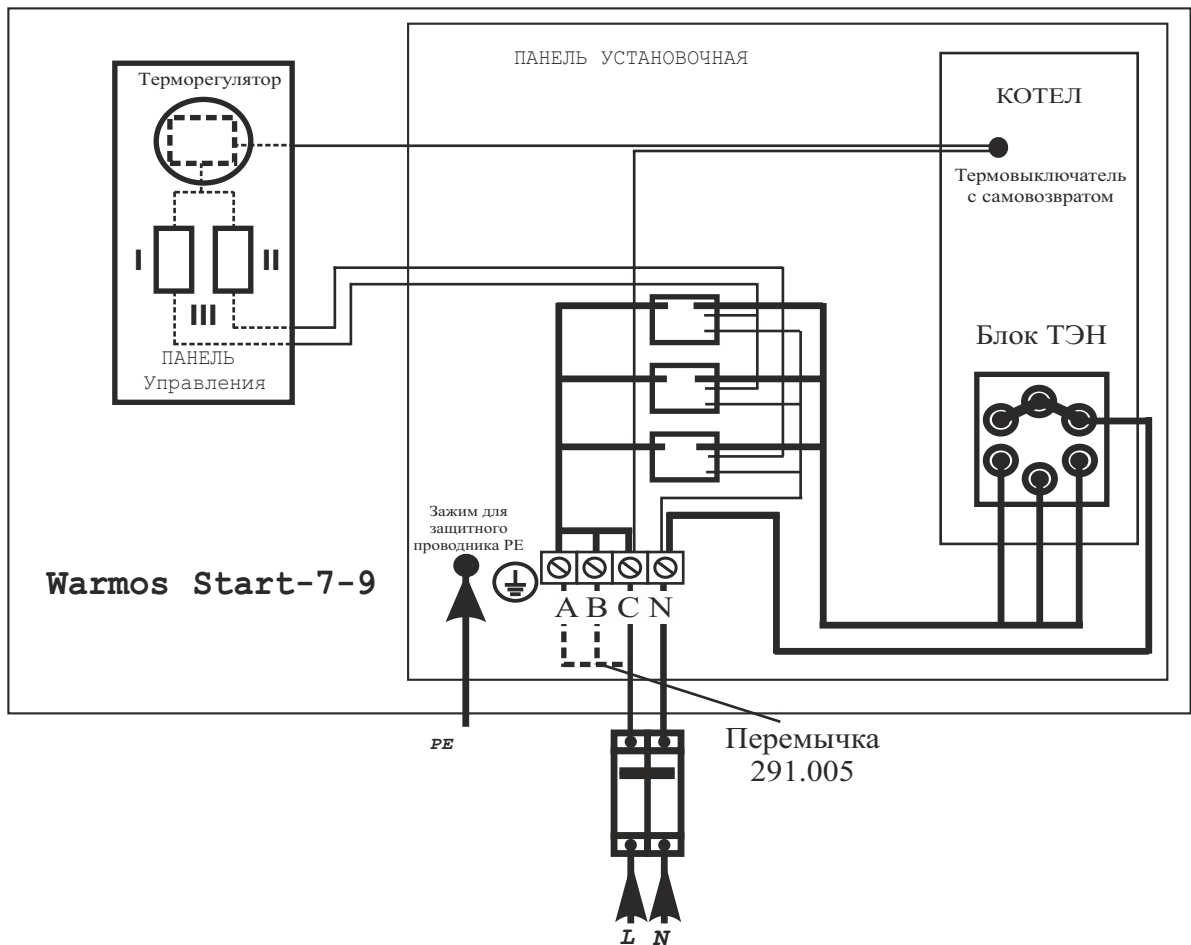 ПАНЕЛЬ УСТАНОВОЧНАЯ
Терморегулятор
КОТЕЛ
Термовыключатель
с самовозвратом
I
II
III
ПАНЕЛЬ
Управления
Блок ТЭН
Зажим для
защитного
проводника РЕ
Warmos Start-7-9
A B C N
PE
Перемычка
291.005
L N